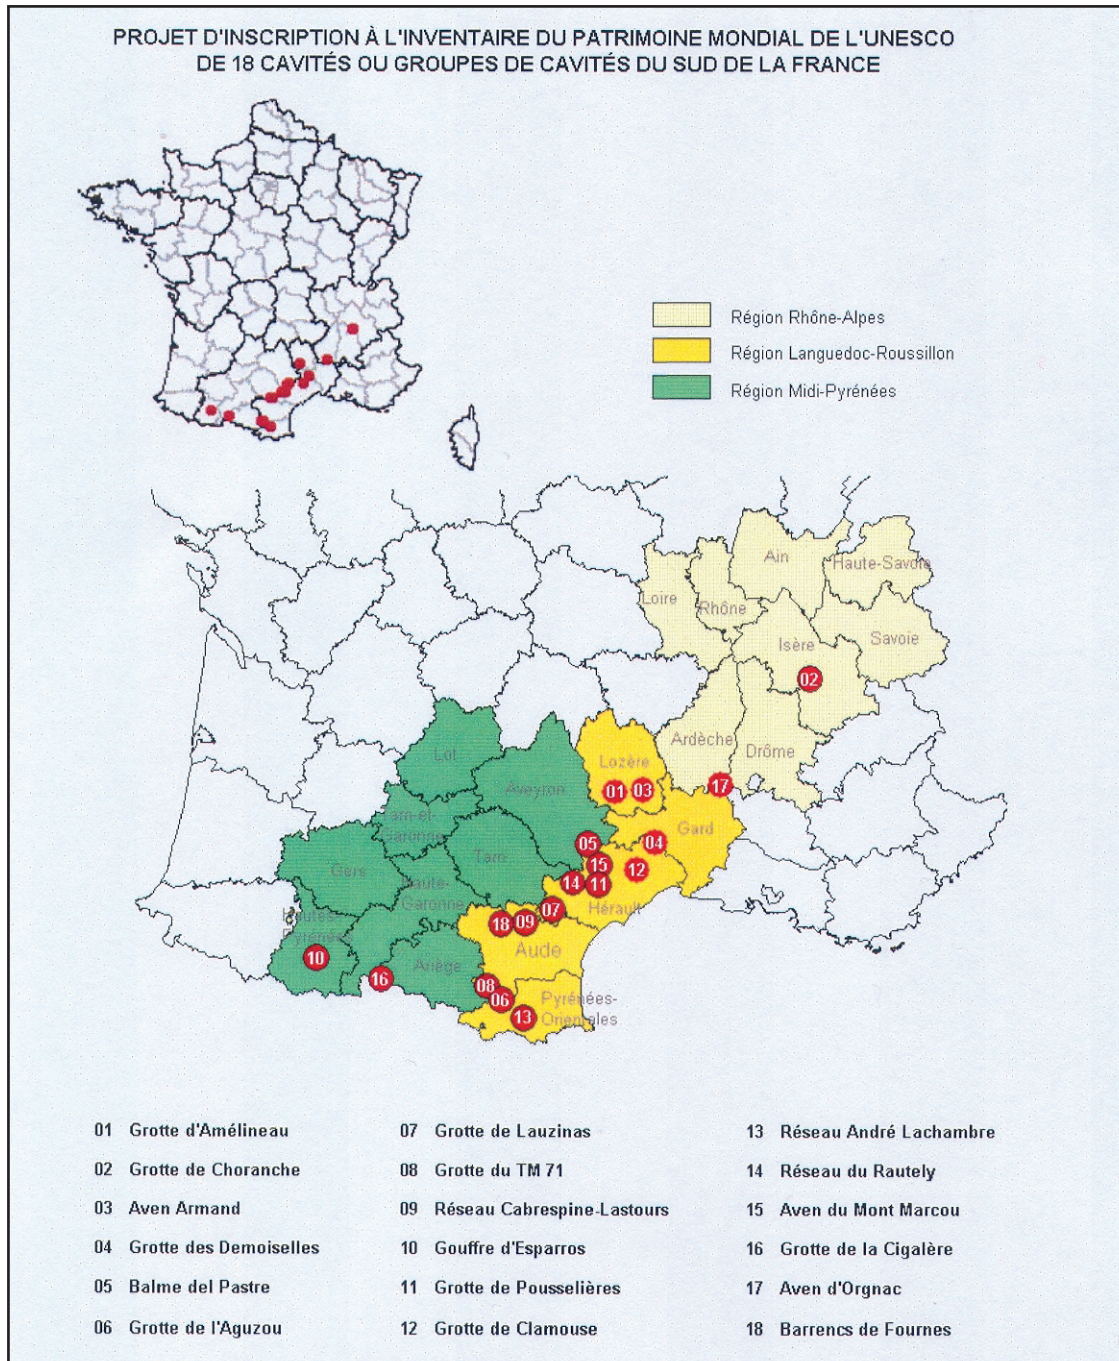 PROJET D'INSCRIPTION À L'INVENTAIRE DU PATRIMOINE MONDIAL DE L'UNESCO
DE 18 CAVITÉS OU GROUPES DE CAVITÉS DU SUD DE LA FRANCE
Région Rhône-Alpes
Région Languedoc-Roussillon
Région Midi-Pyrénées
Ain
Haute-Savoie
Loire
Rhône
Isère
Savoie
02
Ardèche
Drôme
Lot
Lozère
Aveyron
01
03
17
Tarn-et-
Garonne
Gard
05
04
Tarn
15
12
Gers
14
11
Haute-
Garonne
Hérault
07
18
09
Hautes-
Pyrénées
Aude
10
Ariège
16
08
06
Pyrénées-
Orientales
13
01 Grotte d'Amélineau
02 Grotte de Choranche
03 Aven Armand
04 Grotte des Demoiselles
05 Balme del Pastre
06 Grotte de l'Aguzou
07 Grotte de Lauzinas
08 Grotte du TM 71
09 Réseau Cabrespine-Lastours
10 Gouffre d'Esparros
11 Grotte de Pousselières
12 Grotte de Clamouse
13 Réseau André Lachambre
14 Réseau du Rautely
15 Aven du Mont Marcou
16 Grotte de la Cigalère
17 Aven d'Orgnac
18 Barrencs de Fournes